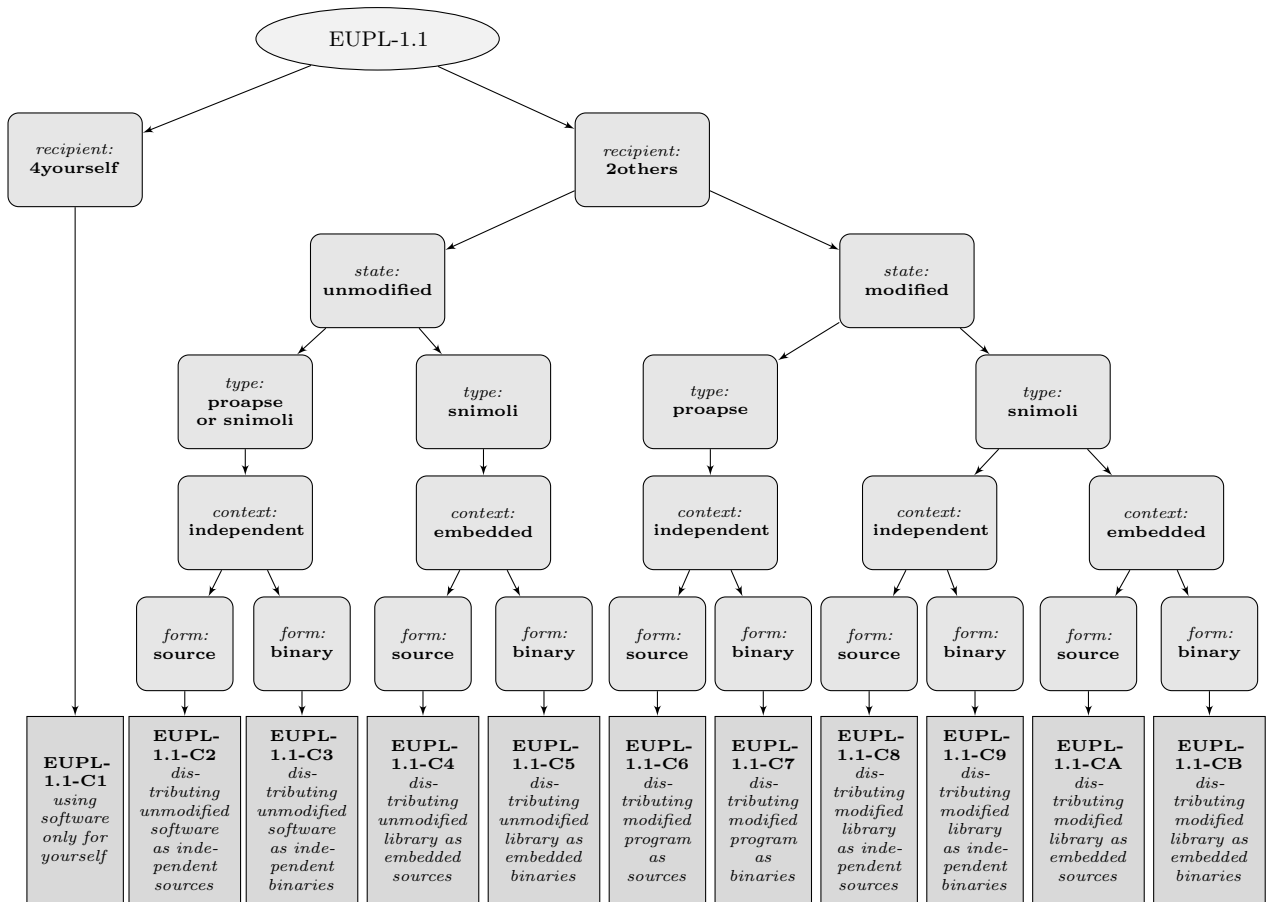 EUPL-1.1
recipient:
4yourself
recipient:
2others
state:
unmodified
state:
modified
type:
proapse
or snimoli
type:
snimoli
type:
proapse
type:
snimoli
context:
independent
context:
embedded
context:
independent
context:
independent
context:
embedded
form:
source
form:
binary
form:
source
form:
binary
form:
source
form:
binary
form:
source
form:
binary
form:
source
form:
binary
EUPL-
1.1-C1
using
software
only for
yourself
EUPL-
1.1-C2
dis-
tributing
unmodified
software
as inde-
pendent
sources
EUPL-
1.1-C3
dis-
tributing
unmodified
software
as inde-
pendent
binaries
EUPL-
1.1-C4
dis-
tributing
unmodified
library as
embedded
sources
EUPL-
1.1-C5
dis-
tributing
unmodified
library as
embedded
binaries
EUPL-
1.1-C6
dis-
tributing
modified
program
as
sources
EUPL-
1.1-C7
dis-
tributing
modified
program
as
binaries
EUPL-
1.1-C8
dis-
tributing
modified
library
as inde-
pendent
sources
EUPL-
1.1-C9
dis-
tributing
modified
library
as inde-
pendent
binaries
EUPL-
1.1-CA
dis-
tributing
modified
library as
embedded
sources
EUPL-
1.1-CB
dis-
tributing
modified
library as
embedded
binaries